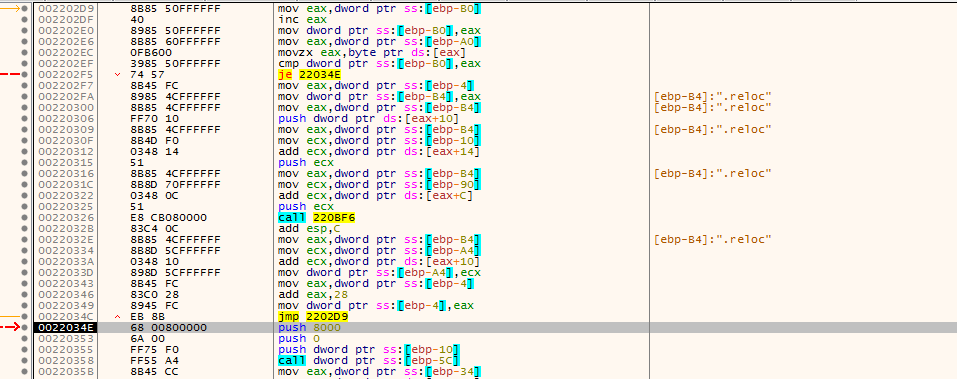 002202D9 8B85 50FFFFFF mov eax,dword ptr ss:[ebp-B0]
002202DF 40 inc eax
002202E0 8985 50FFFFFF mov dword ptr ss:[ebp-B0],eax
002202E6 8B85 60FFFFFF mov eax,dword ptr ss:[ebp-A0]
002202EC 0FB600 movzx eax,byte ptr ds:[eax]
002202EF 3985 50FFFFFF cmp dword ptr ss:[ebp-B0],eax
002202F5 74 57 je 22034E
002202F7 8B45 FC mov eax,dword ptr ss:[ebp-4]
002202FA 8985 4CFFFFFF mov dword ptr ss:[ebp-B4],eax [ebp-B4]:".reloc"
00220300 8B85 4CFFFFFF mov eax,dword ptr ss:[ebp-B4] [ebp-B4]:".reloc"
00220306 FF70 10 push dword ptr ds:[eax+10]
00220309 8B85 4CFFFFFF mov eax,dword ptr ss:[ebp-B4] [ebp-B4]:".reloc"
0022030F 8B4D F0 mov ecx,dword ptr ss:[ebp-10]
00220312 0348 14 add ecx,dword ptr ds:[eax+14]
00220315 51 push ecx
00220316 8B85 4CFFFFFF mov eax,dword ptr ss:[ebp-B4] [ebp-B4]:".reloc"
0022031C 8B8D 70FFFFFF mov ecx,dword ptr ss:[ebp-90]
00220322 0348 0C add ecx,dword ptr ds:[eax+C]
00220325 51 push ecx
00220326 E8 CB080000 call 220BF6
0022032B 83C4 0C add esp,C
0022032E 8B85 4CFFFFFF mov eax,dword ptr ss:[ebp-B4] [ebp-B4]:".reloc"
00220334 8B8D 5CFFFFFF mov ecx,dword ptr ss:[ebp-A4]
0022033A 0348 10 add ecx,dword ptr ds:[eax+10]
0022033D 898D 5CFFFFFF mov dword ptr ss:[ebp-A4],ecx
00220343 8B45 FC mov eax,dword ptr ss:[ebp-4]
00220346 83C0 28 add eax,28
00220349 8945 FC mov dword ptr ss:[ebp-4],eax
0022034C EB 8B jmp 2202D9
0022034E 68 00800000 push 8000
00220353 6A 00 push 0
00220355 FF75 F0 push dword ptr ss:[ebp-10]
00220358 FF55 A4 call dword ptr ss:[ebp-5C]
0022035B 8B45 CC mov eax,dword ptr ss:[ebp-34]